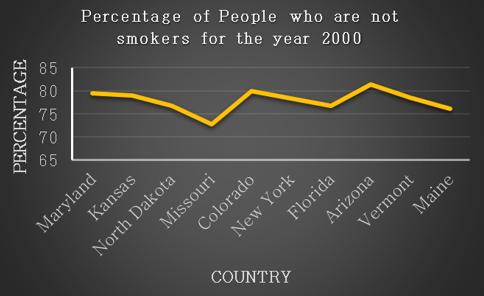 Percentage of People who are not
smokers for the year 2000
PERCENTAGE
85
80
75
70
65
Maryland
Kansas
North Dakota
Missouri
Colorado
New York
Florida
Arizona
Vermont
Maine
COUNTRY